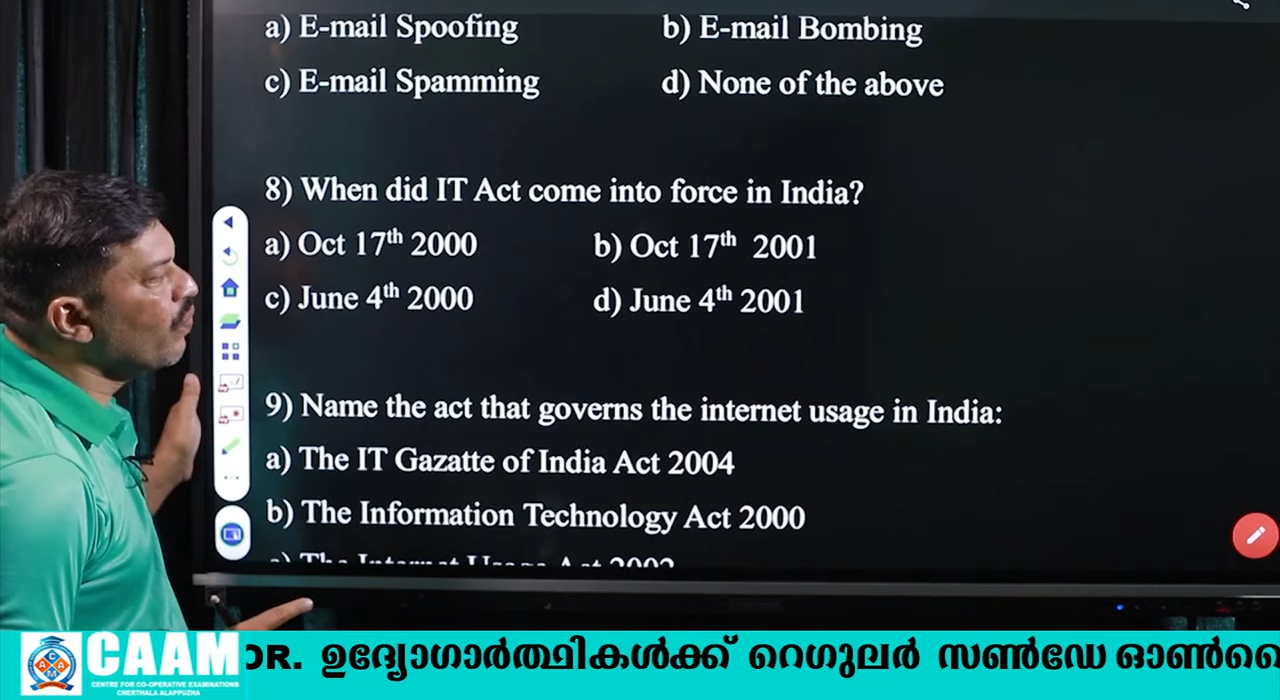 a) E-mail Spoofing b) E-mail Bombing
c) E-mail Spamming d) None of the above
8) When did IT Act come into force in India?
a) Oct 17th 2000 b) Oct 17th 2001
c) June 4th 2000 d) June 4th 2001
9) Name the act that governs the internet usage in India:
a) The IT Gazatte of India Act 2004
b) The Information Technology Act 2000
CAAM
CENTRE FOR CO-OPERATIVE EXAMINATIONS
CHERTHALA ALAPPUZHA
DR. ഉദ്യോഗാർത്ഥികൾക്ക് റെഗുലർ സൺഡേ